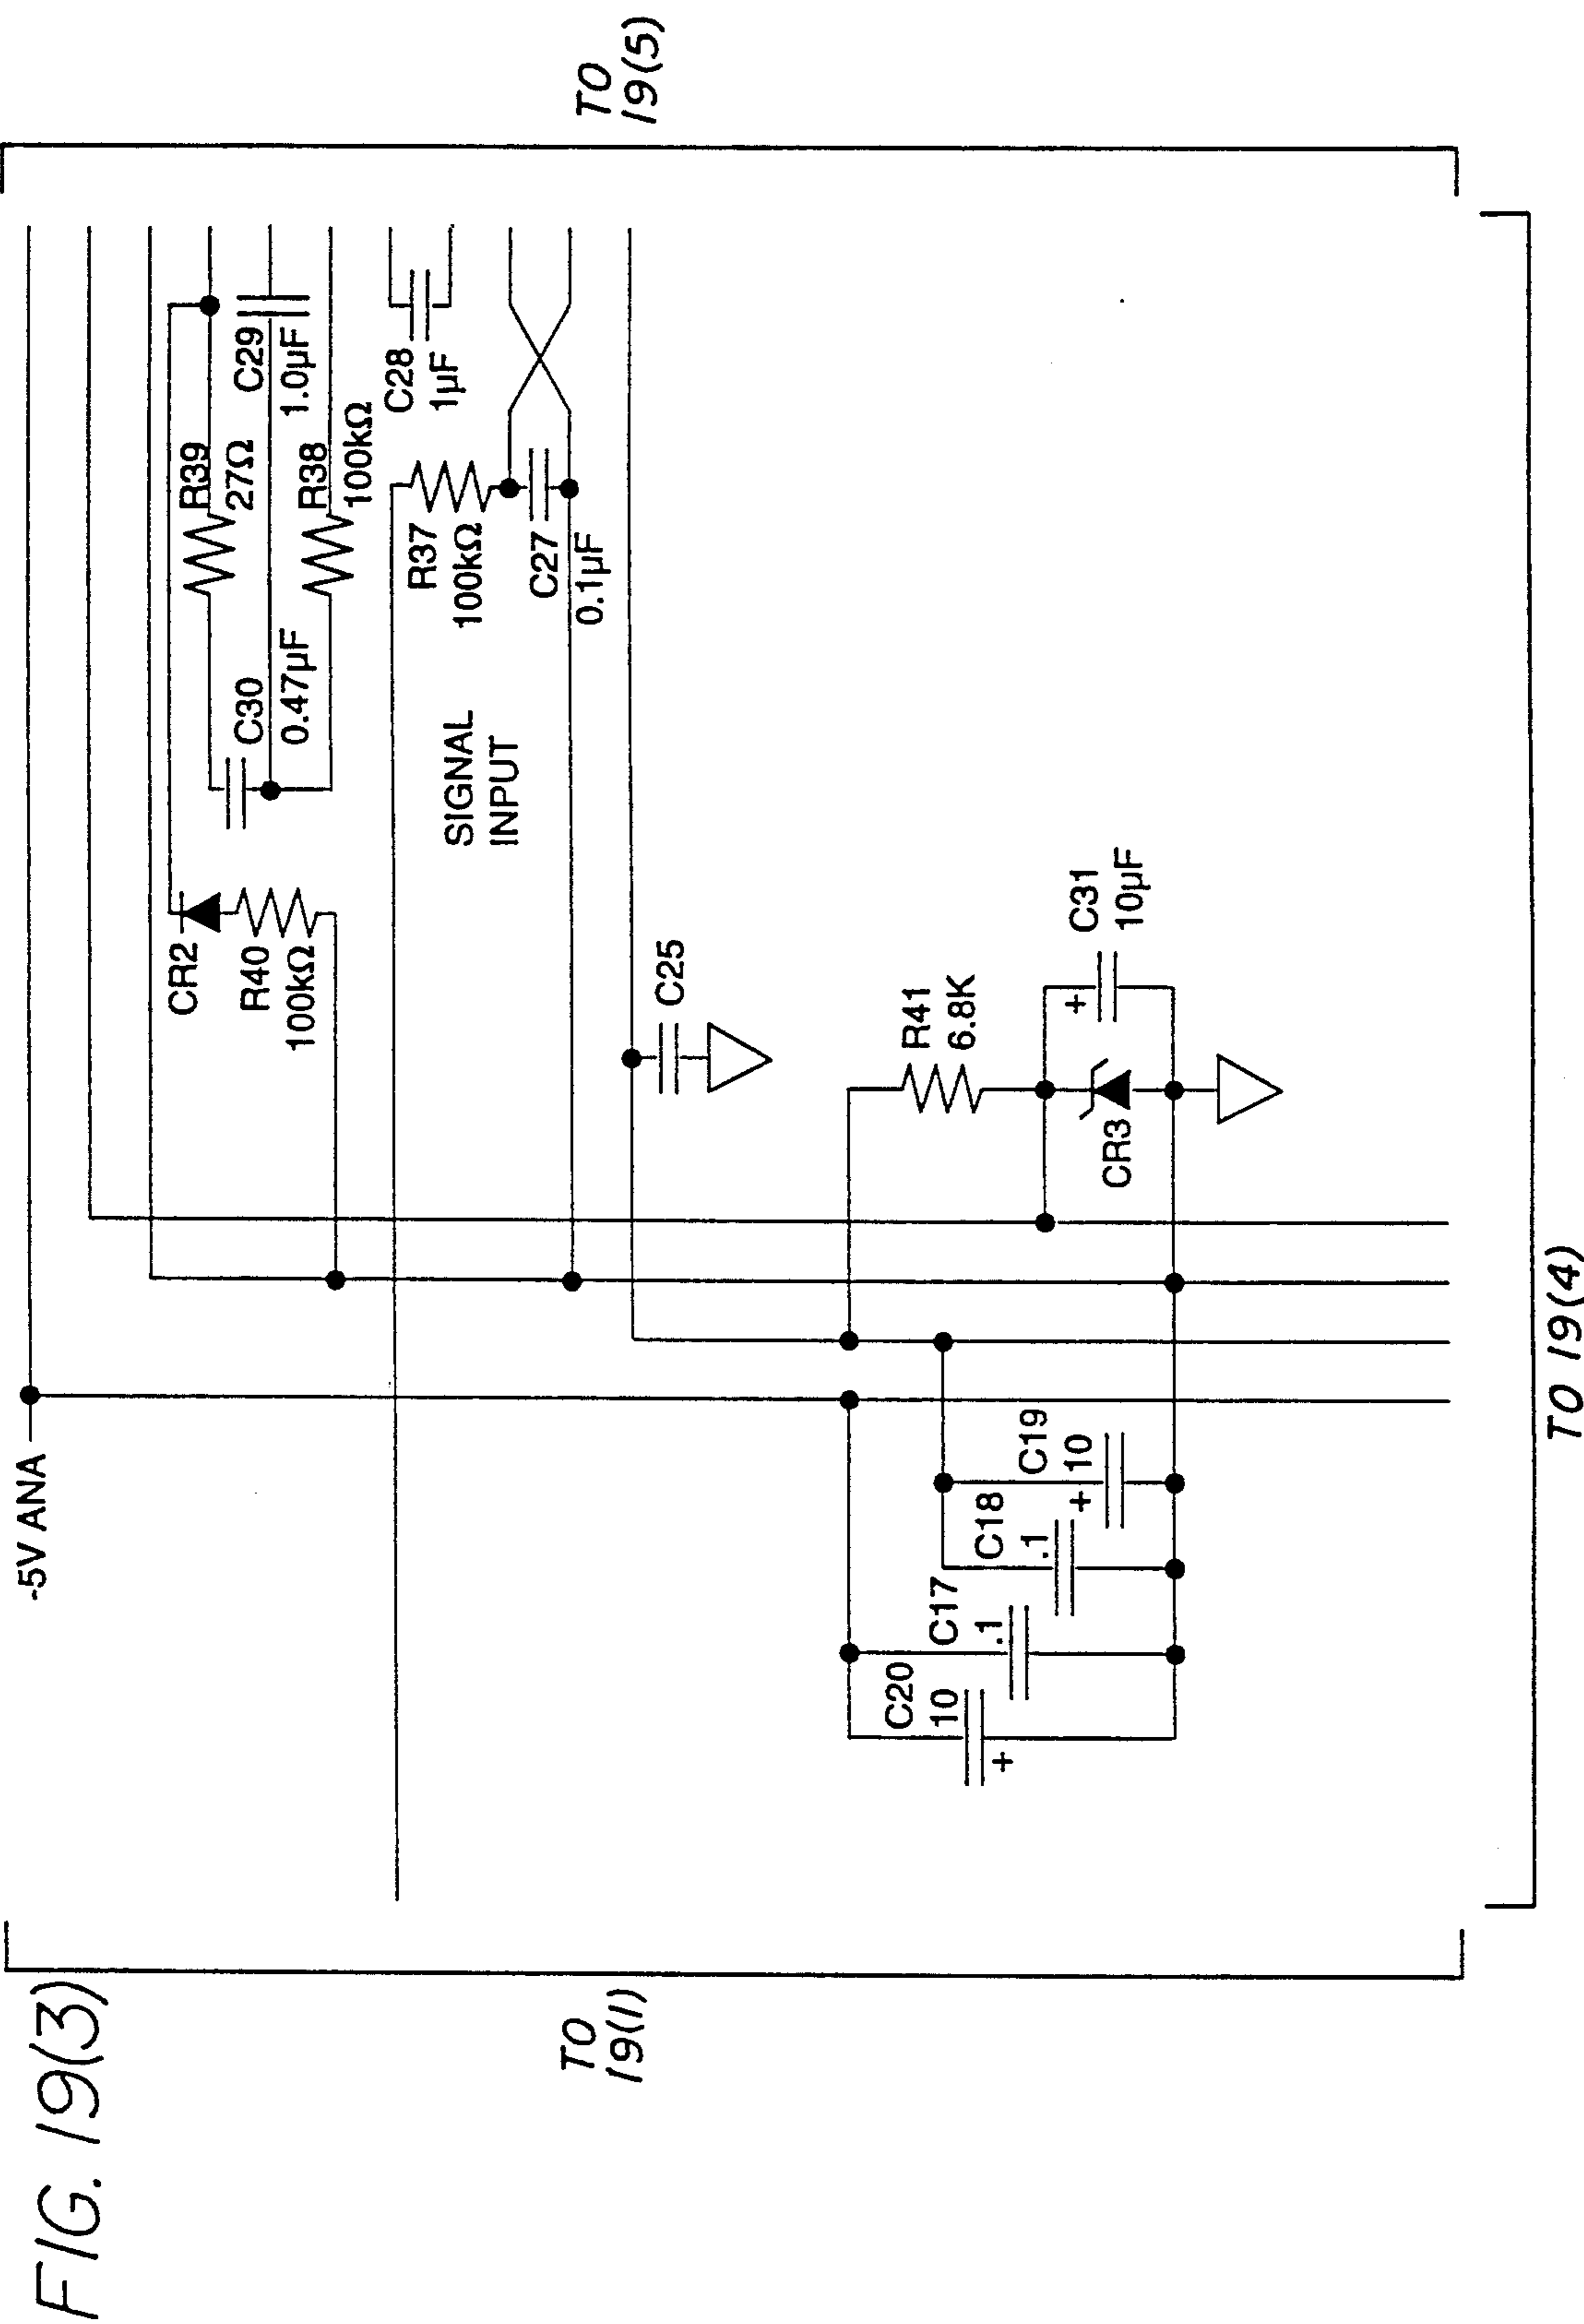 FIG. 19(3)
-5V ANA
TO
19(1)
TO
19(5)
TO 19(4)
CR2
R40
100kΩ
C30
0.47µF
R39
27Ω
C29
1.0µF
R38
100kΩ
SIGNAL
INPUT
R37
100kΩ
C28
1µF
C27
0.1µF
C25
R41
6.8K
C31
10µF
+
CR3
C20
10
+
C17
.1
C18
.1
C19
10
+